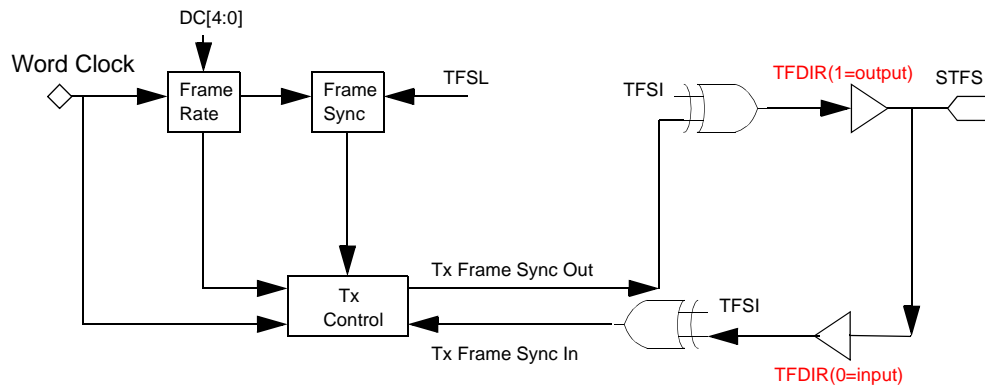 DC[4:0]
Word Clock
Frame
Rate
Frame
Sync
TFSL
TFSI
TFDIR(1=output)
STFS
Tx Frame Sync Out
Tx
Control
TFSI
Tx Frame Sync In
TFDIR(0=input)